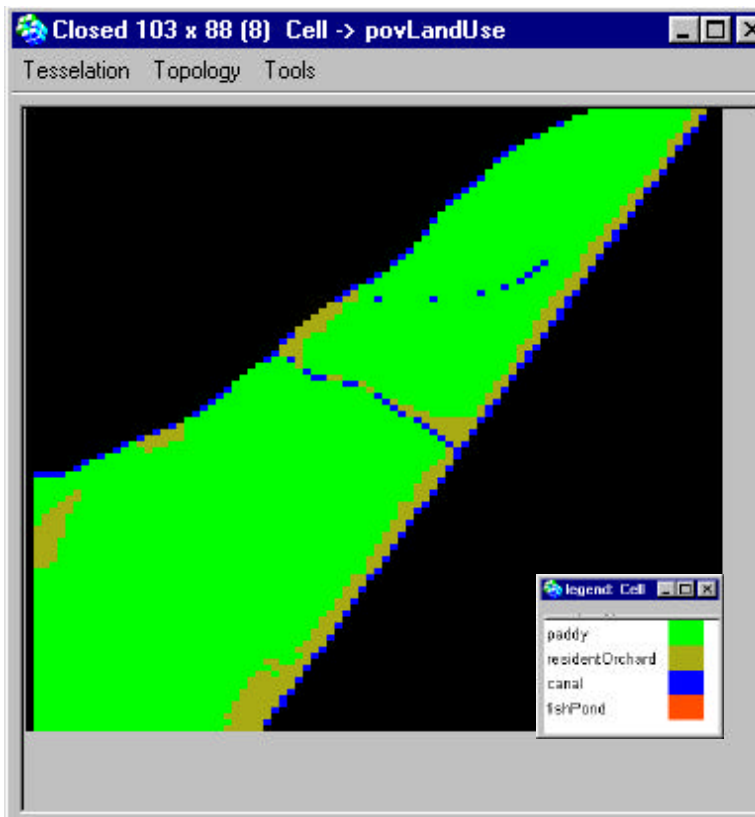 Closed 103 x 88 (8) Cell -> povLandUse
Tesselation Topology Tools
legend: Cell
paddy
residentOrchard
canal
fishPond